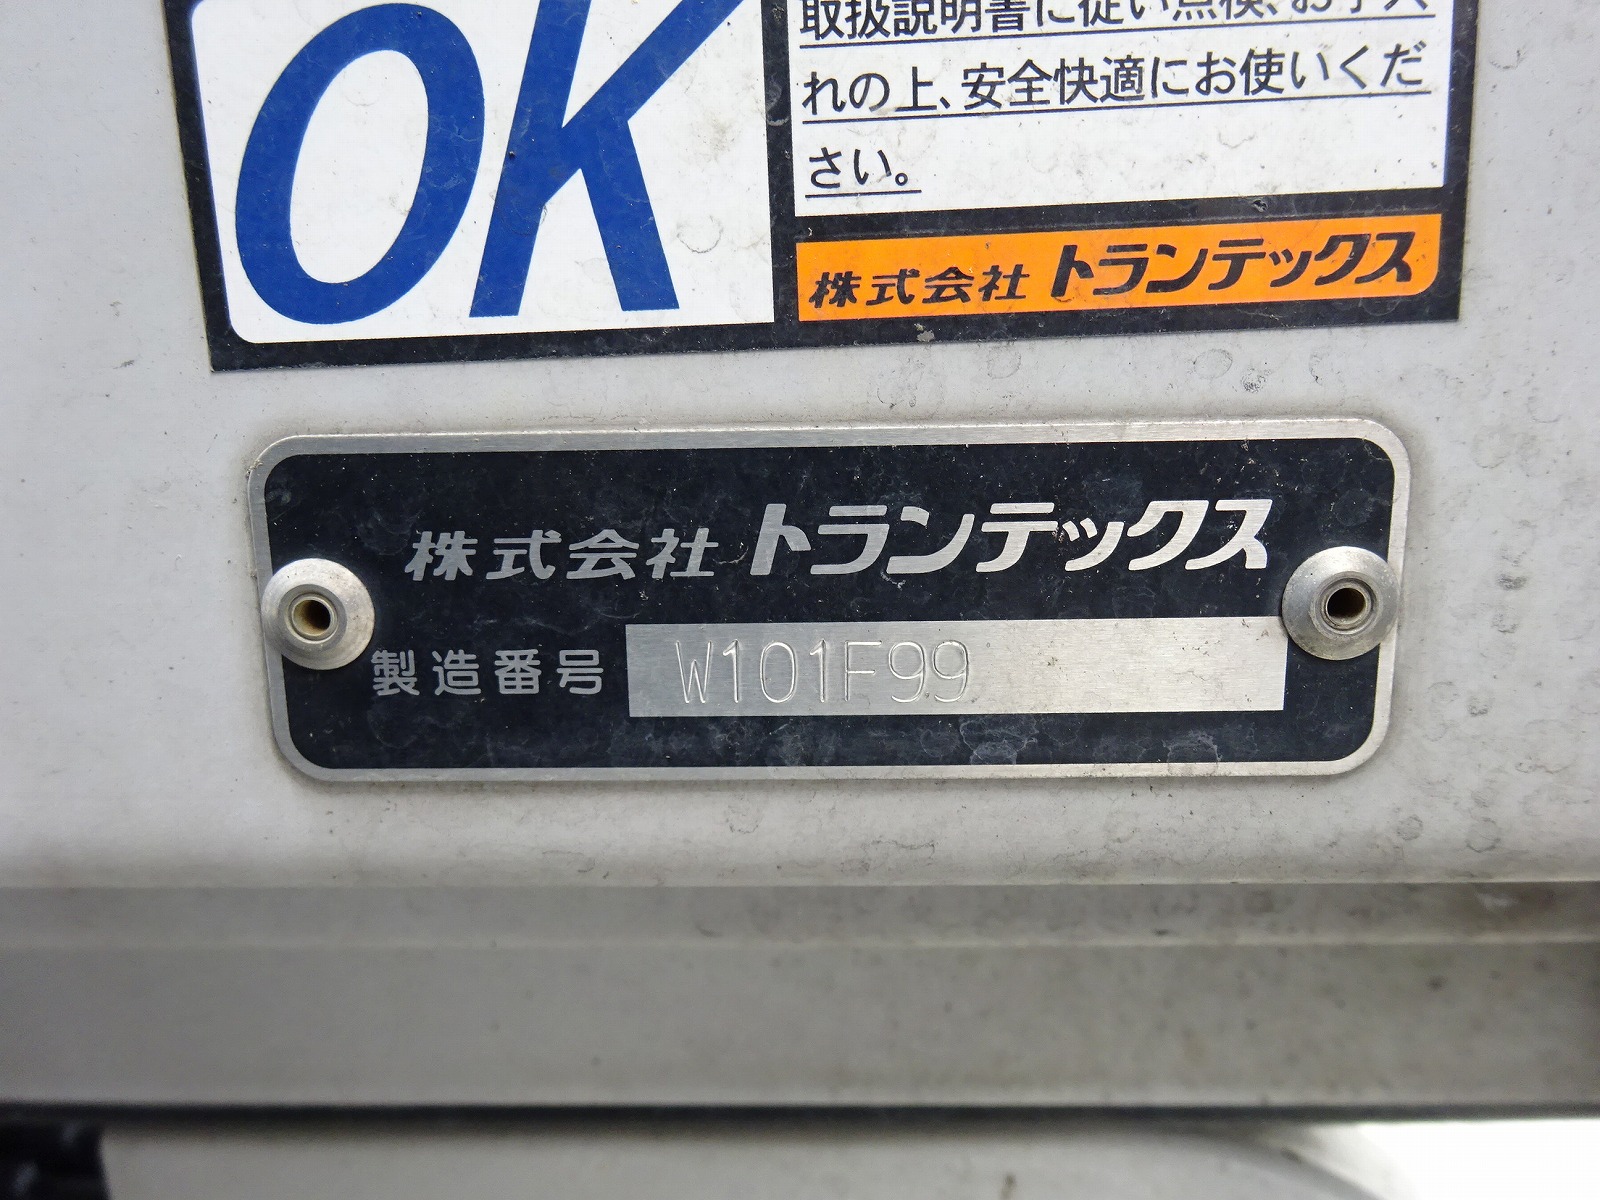 OK
取扱説明書に従い点検、お手入
れの上、安全快適にお使いくだ
さい。
株式会社 トランテックス
株式会社 トランテックス
製造番号 W101F99